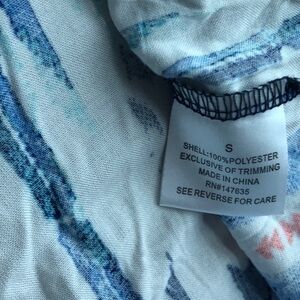 S
SHELL:100%POLYESTER
EXCLUSIVE OF TRIMMING
MADE IN CHINA
RN#147635
SEE REVERSE FOR CARE